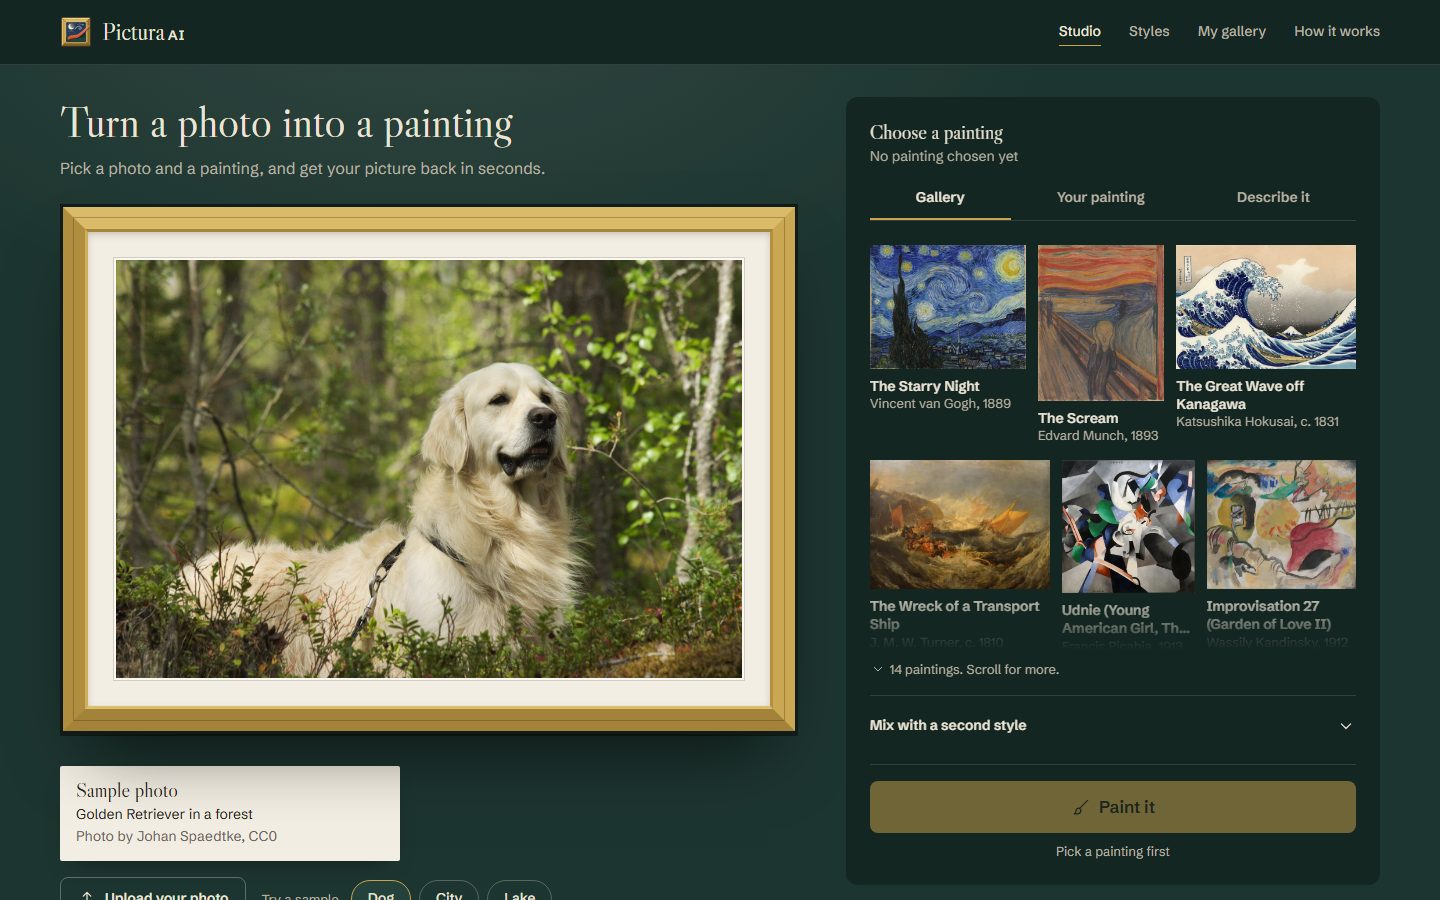 Pictura AI
Studio
Styles
My gallery
How it works
Turn a photo into a painting
Pick a photo and a painting, and get your picture back in seconds.
Sample photo
Golden Retriever in a forest
Photo by Johan Spaedtke, CC0
Upload your photo
Try a sample
Dog
City
Lake
Choose a painting
No painting chosen yet
Gallery
Your painting
Describe it
The Starry Night
Vincent van Gogh, 1889
The Scream
Edvard Munch, 1893
The Great Wave off
Kanagawa
Katsushika Hokusai, c. 1831
The Wreck of a Transport
Ship
J. M. W. Turner, c. 1810
Udnie (Young
American Girl, Th...
Francis Picabia, 1913
Improvisation 27
(Garden of Love II)
Wassily Kandinsky, 1912
14 paintings. Scroll for more.
Mix with a second style
Paint it
Pick a painting first